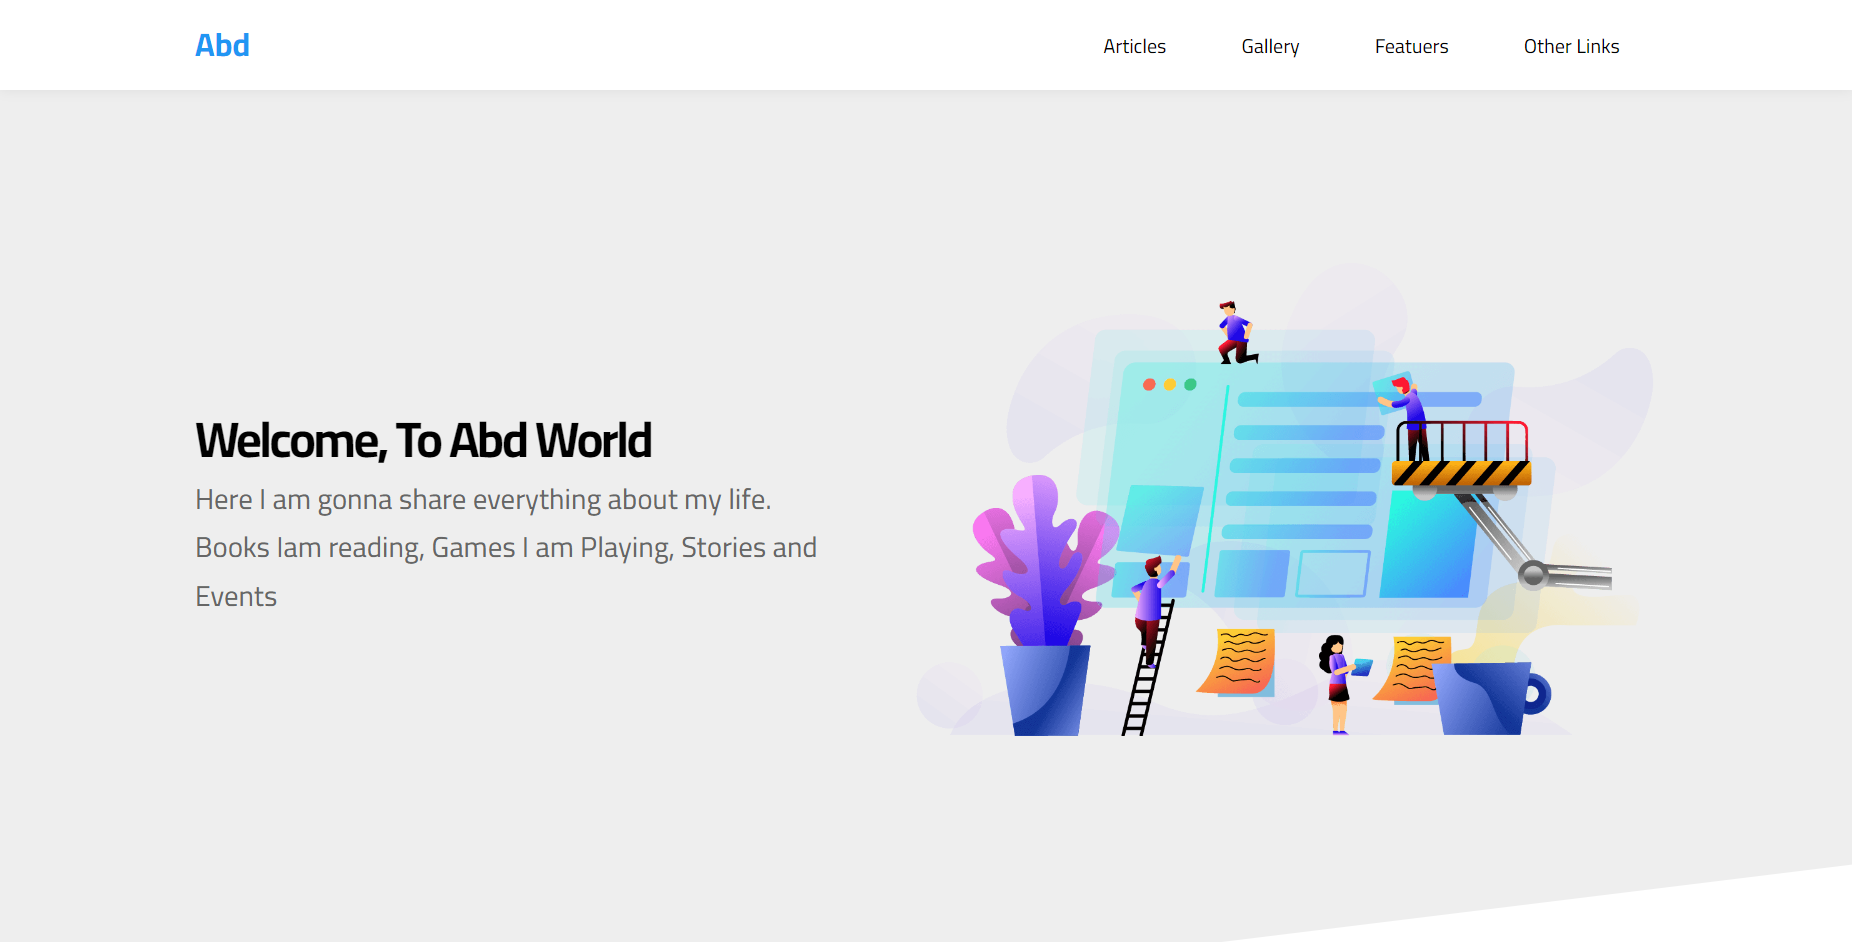 Abd
Articles
Gallery
Featuers
Other Links
Welcome, To Abd World
Here I am gonna share everything about my life.
Books Iam reading, Games I am Playing, Stories and
Events